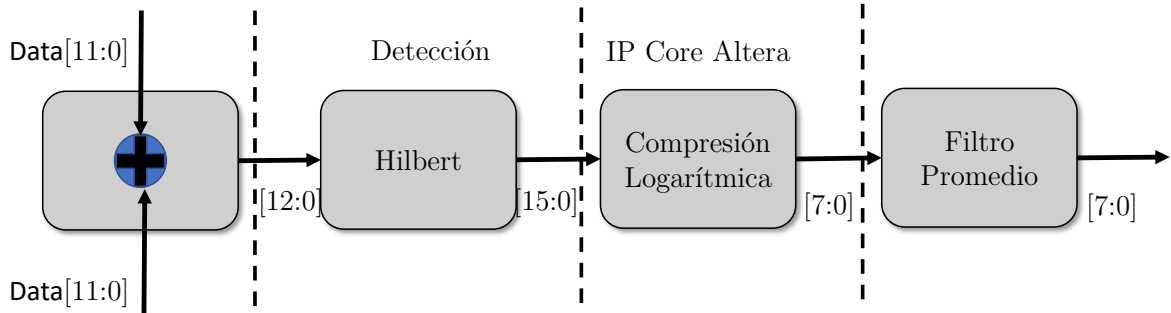 Data[11:0]
Detección
IP Core Altera
Hilbert
Compresión
Logarítmica
Filtro
Promedio
[12:0]
[15:0]
[7:0]
[7:0]
Data[11:0]